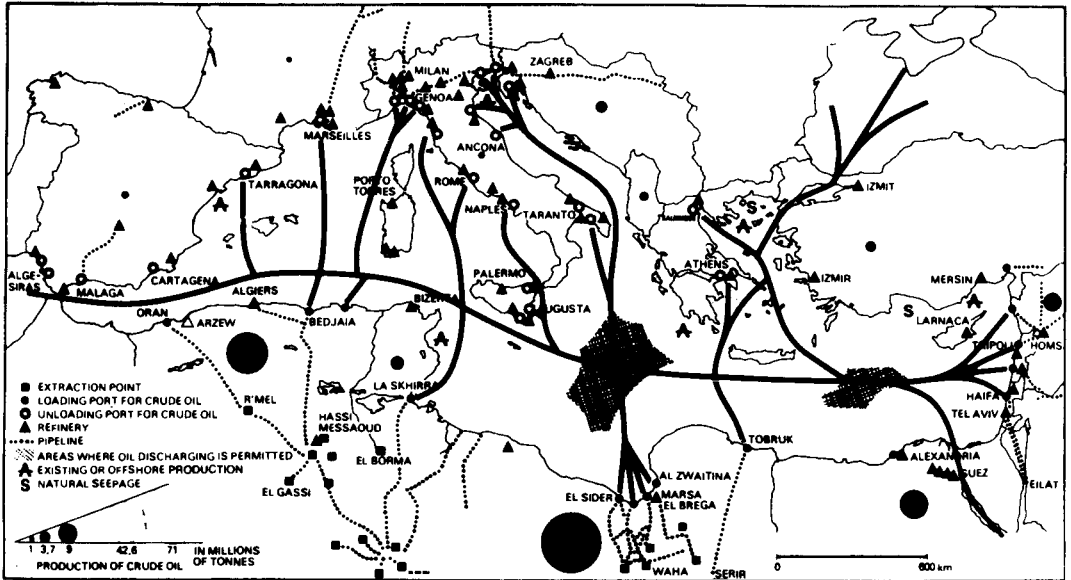 MILAN
ZAGREB
GENOA
MARSEILLES
ANCONA
TARRAGONA
PORTO
TORRES
ROME
NAPLES
TARANTO
IZMIT
ALGE-
SIRAS
MALAGA
CARTAGENA
ALGIERS
PALERMO
ATHENS
IZMIR
MERSIN
LARNACA
ORAN
ARZEW
BEDJAIA
AUGUSTA
HOMS
HAIFA
TEL AVIV
LA SKHIRRA
R'MEL
HASSI
MESSAOUD
EL BORMA
EL GASSI
TOBRUK
ALEXANDRIA
SUEZ
EILAT
AL ZWAITINA
EL SIDER
MARSA
EL BREGA
WAHA
SERIR
S
S
EXTRACTION POINT
LOADING PORT FOR CRUDE OIL
UNLOADING PORT FOR CRUDE OIL
REFINERY
PIPELINE
AREAS WHERE OIL DISCHARGING IS PERMITTED
EXISTING OR OFFSHORE PRODUCTION
S NATURAL SEEPAGE
1 3,7 9 42,6 71 IN MILLIONS
OF TONNES
PRODUCTION OF CRUDE OIL
0 600
km